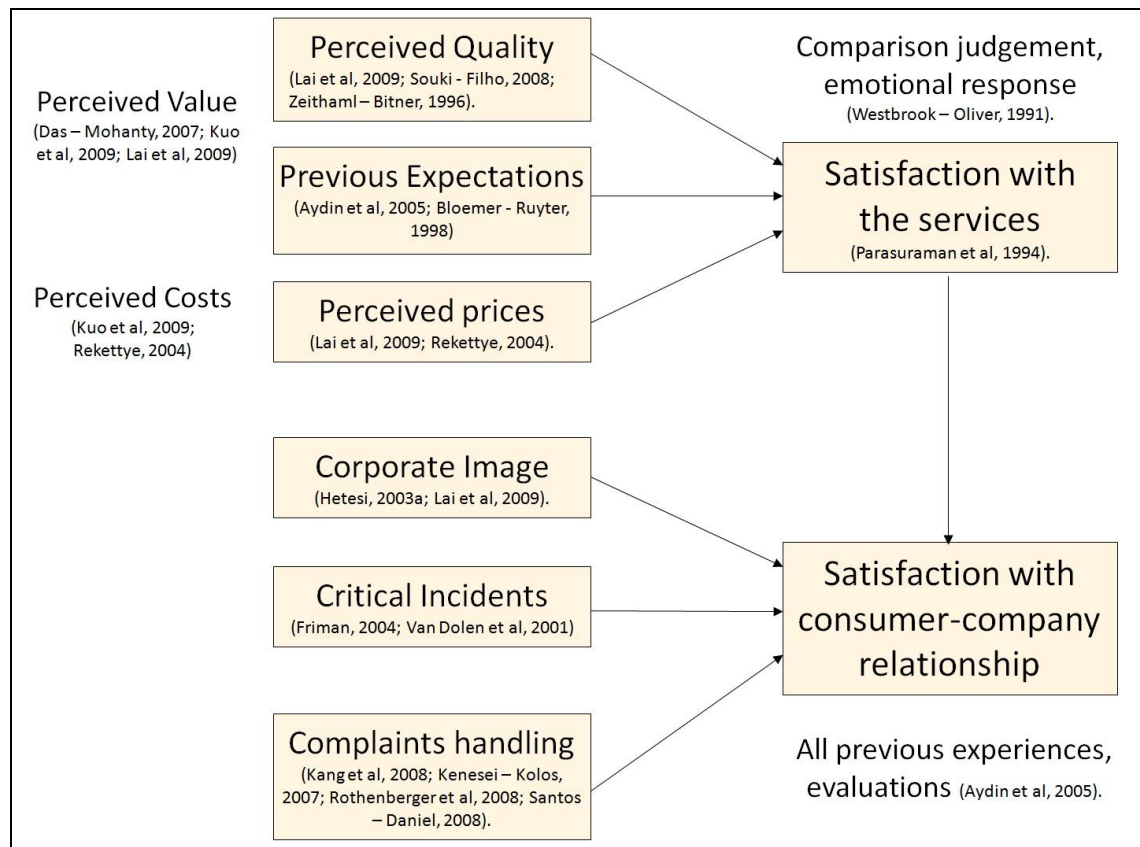 Perceived Value
(Das – Mohanty, 2007; Kuo
et al, 2009; Lai et al, 2009)
Perceived Costs
(Kuo et al, 2009;
Rekettye, 2004)
Perceived Quality
(Lai et al, 2009; Souki - Filho, 2008;
Zeithaml – Bitner, 1996).
Previous Expectations
(Aydin et al, 2005; Bloemer - Ruyter,
1998)
Perceived prices
(Lai et al, 2009; Rekettye, 2004).
Corporate Image
(Hetesi, 2003a; Lai et al, 2009).
Critical Incidents
(Friman, 2004; Van Dolen et al, 2001)
Complaints handling
(Kang et al, 2008; Kenesei – Kolos,
2007; Rothenberger et al, 2008; Santos
– Daniel, 2008).
Comparison judgement,
emotional response
(Westbrook – Oliver, 1991).
Satisfaction with
the services
(Parasuraman et al, 1994).
Satisfaction with
consumer-company
relationship
All previous experiences,
evaluations (Aydin et al, 2005).